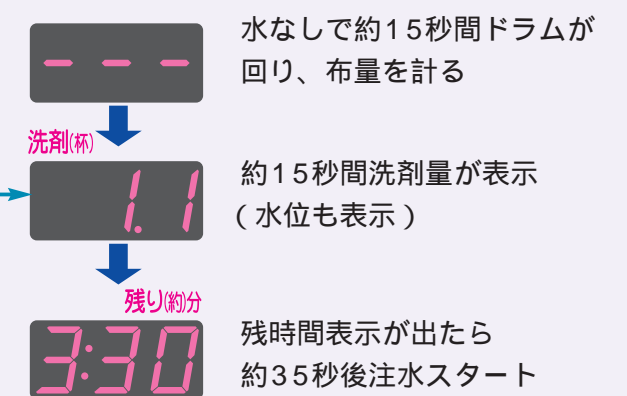 - - -
水なしで約15秒間ドラムが
回り、布量を計る
洗剤(杯)
1.1
約15秒間洗剤量が表示
(水位も表示)
残り(約)分
3:30
残時間表示が出たら
約35秒後注水スタート